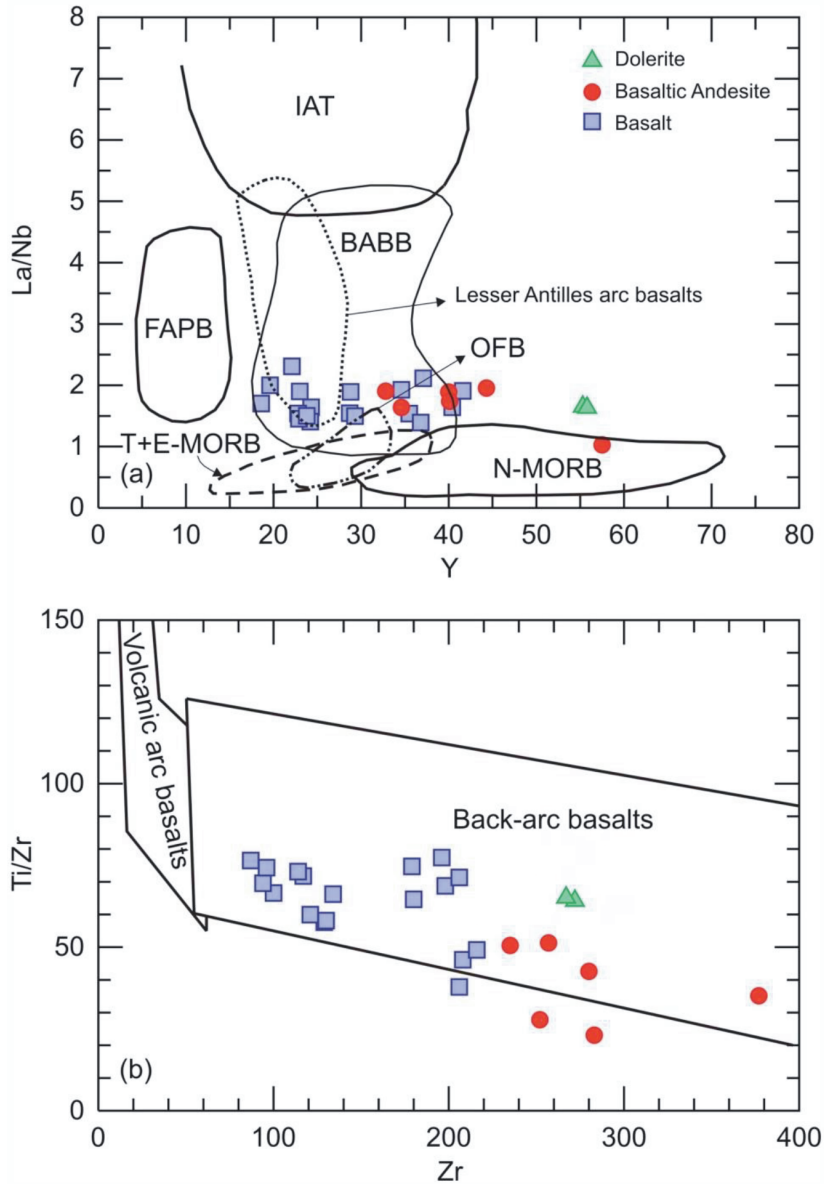 8
7
6
5
4
3
2
1
0
La/Nb
IAT
Dolerite
Basaltic Andesite
Basalt
BABB
FAPB
Lesser Antilles arc basalts
OFB
T+E-MORB
N-MORB
(a)
0 10 20 30 40 50 60 70 80
Y
150
100
50
0
Ti/Zr
Volcanic arc basalts
Back-arc basalts
(b)
0 100 200 300 400
Zr